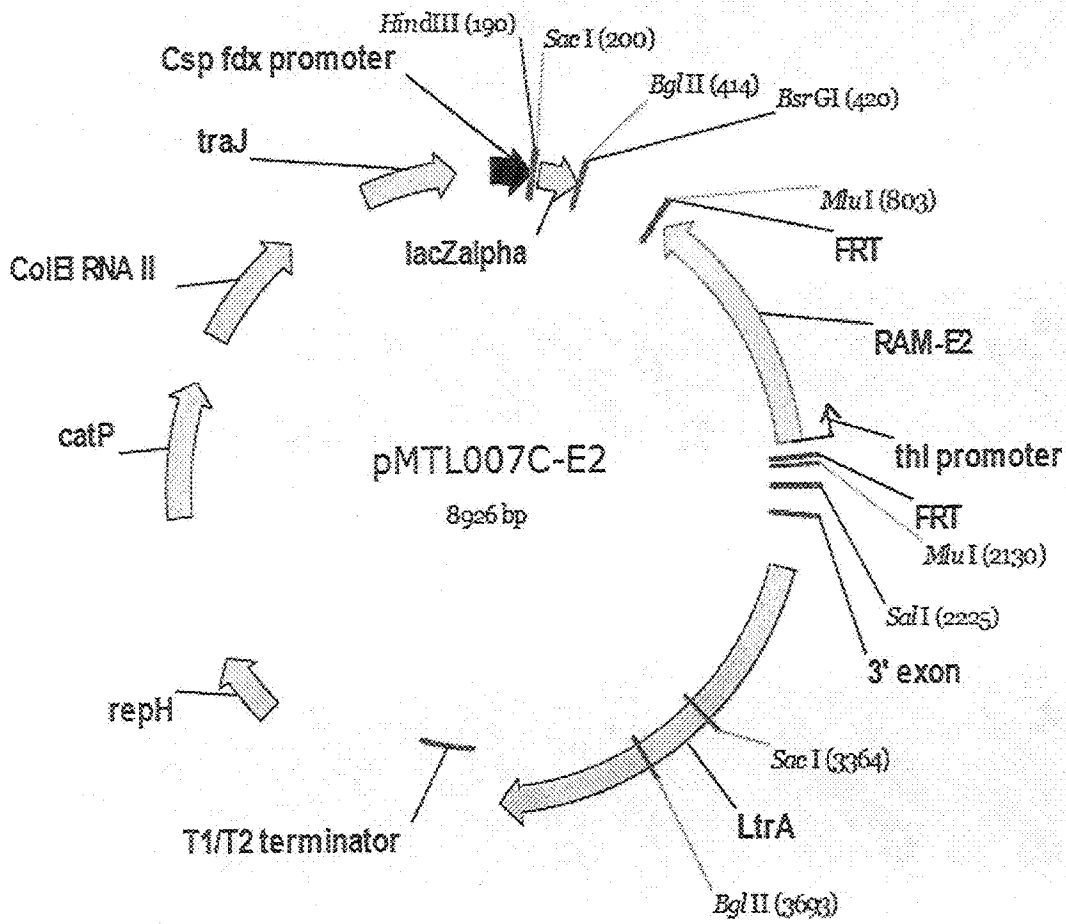 HindIII (190)
SacI (200)
Csp fdx promoter
BglII (414)
BsrGI (420)
traJ
MluI (803)
FRT
lacZalpha
ColE1 RNA II
RAM-E2
catP
thl promoter
pMTL007C-E2
8926 bp
FRT
MluI (2130)
SalI (2225)
3' exon
repH
SacI (3364)
T1/T2 terminator
LtrA
BglII (3693)